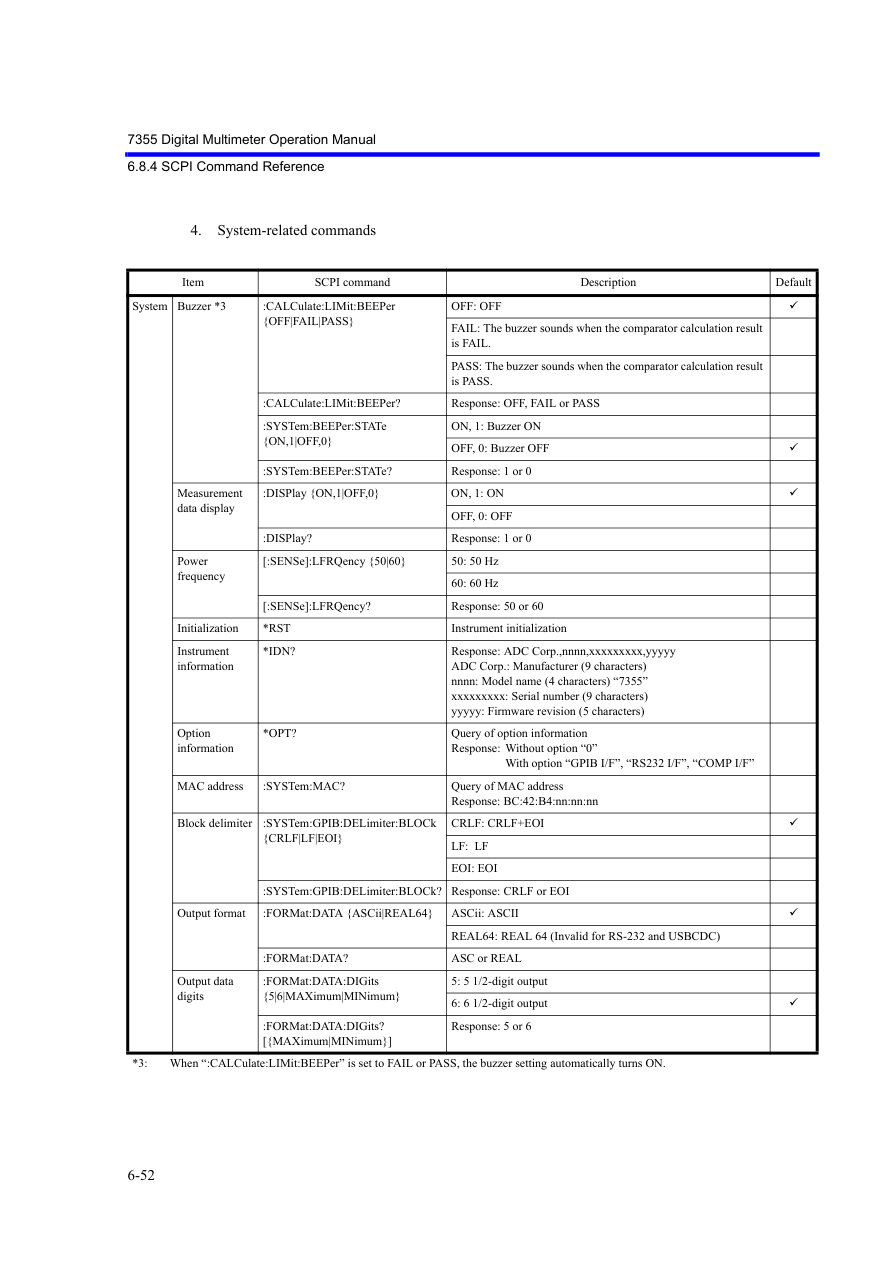 7355 Digital Multimeter Operation Manual
6.8.4 SCPI Command Reference
4. System-related commands
Item SCPI command Description Default
System Buzzer *3 :CALCulate:LIMit:BEEPer
{OFF|FAIL|PASS}
OFF: OFF ✓
FAIL: The buzzer sounds when the comparator calculation result
is FAIL.
PASS: The buzzer sounds when the comparator calculation result
is PASS.
:CALCulate:LIMit:BEEPer? Response: OFF, FAIL or PASS
:SYSTem:BEEPer:STATe
{ON,1|OFF,0}
ON, 1: Buzzer ON
OFF, 0: Buzzer OFF ✓
:SYSTem:BEEPer:STATe? Response: 1 or 0
Measurement
data display
:DISPlay {ON,1|OFF,0} ON, 1: ON ✓
OFF, 0: OFF
:DISPlay? Response: 1 or 0
Power
frequency
[:SENSe]:LFRQency {50|60} 50: 50 Hz
60: 60 Hz
[:SENSe]:LFRQency? Response: 50 or 60
Initialization *RST Instrument initialization
Instrument
information
*IDN? Response: ADC Corp.,nnnn,xxxxxxxxx,yyyyy
ADC Corp.: Manufacturer (9 characters)
nnnn: Model name (4 characters) “7355”
xxxxxxxxx: Serial number (9 characters)
yyyyy: Firmware revision (5 characters)
Option
information
*OPT? Query of option information
Response: Without option “0”
With option “GPIB I/F”, “RS232 I/F”, “COMP I/F”
MAC address :SYSTem:MAC? Query of MAC address
Response: BC:42:B4:nn:nn:nn
Block delimiter :SYSTem:GPIB:DELimiter:BLOCk
{CRLF|LF|EOI}
CRLF: CRLF+EOI ✓
LF: LF
EOI: EOI
:SYSTem:GPIB:DELimiter:BLOCk? Response: CRLF or EOI
Output format :FORMat:DATA {ASCii|REAL64} ASCii: ASCII ✓
REAL64: REAL 64 (Invalid for RS-232 and USBCDC)
:FORMat:DATA? ASC or REAL
Output data
digits
:FORMat:DATA:DIGits
{5|6|MAXimum|MINimum}
5: 5 1/2-digit output
6: 6 1/2-digit output ✓
:FORMat:DATA:DIGits?
[{MAXimum|MINimum}]
Response: 5 or 6
*3: When “:CALCulate:LIMit:BEEPer” is set to FAIL or PASS, the buzzer setting automatically turns ON.
6-52